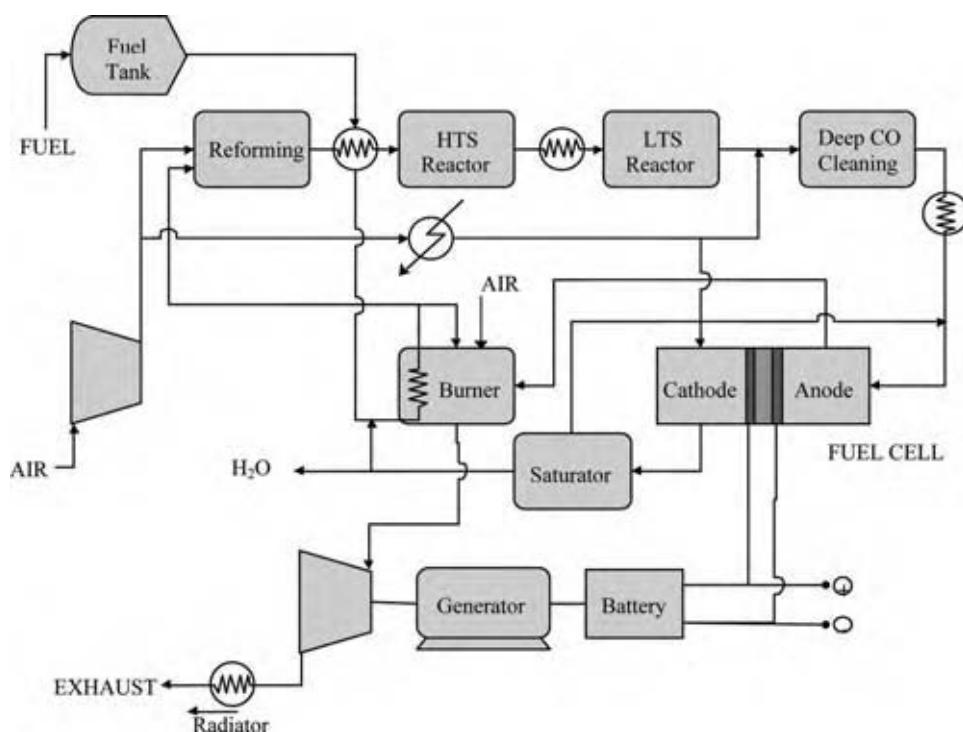 Fuel
Tank
FUEL
Reforming
HTS
Reactor
LTS
Reactor
Deep CO
Cleaning
AIR
Burner
Cathode
Anode
AIR
H₂O
Saturator
FUEL CELL
Generator
Battery
+
−
EXHAUST
Radiator